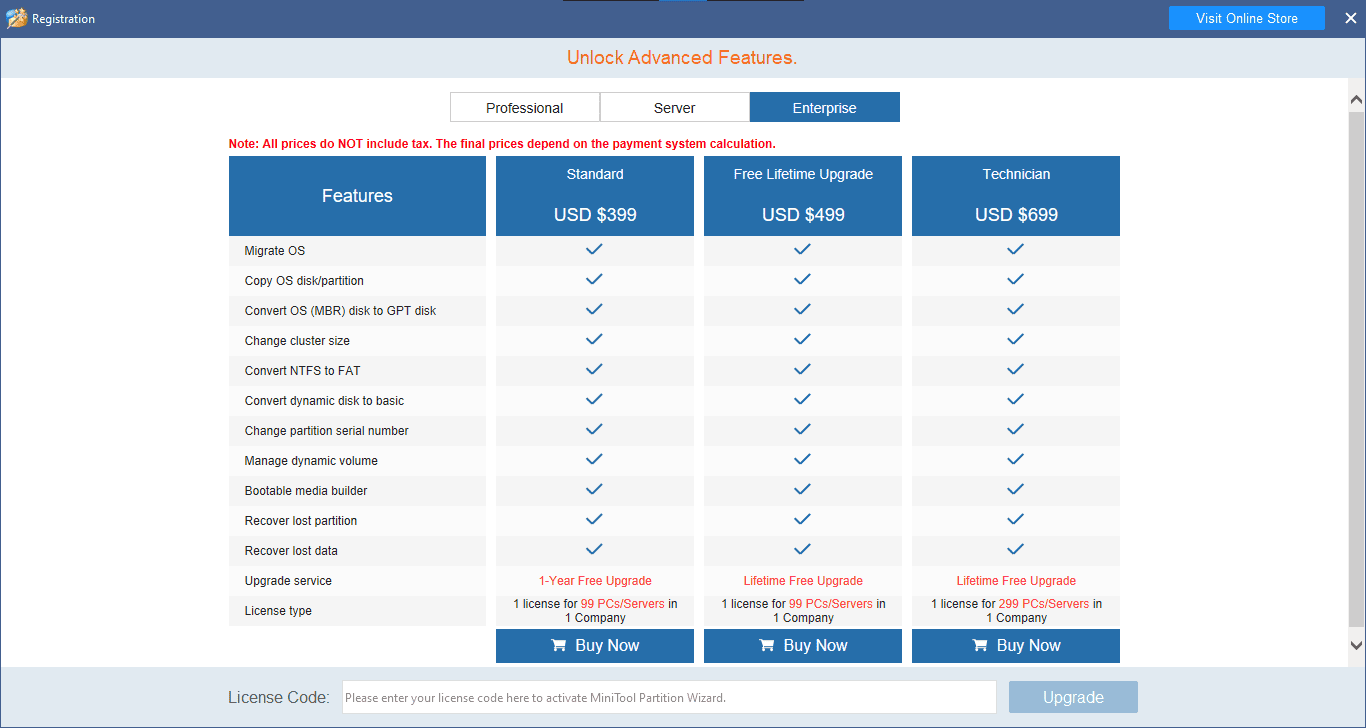 Registration
Visit Online Store
Unlock Advanced Features.
Professional Server Enterprise
Note: All prices do NOT include tax. The final prices depend on the payment system calculation.
Features Standard Free Lifetime Upgrade Technician
USD $399 USD $499 USD $699
Migrate OS
Copy OS disk/partition
Convert OS (MBR) disk to GPT disk
Change cluster size
Convert NTFS to FAT
Convert dynamic disk to basic
Change partition serial number
Manage dynamic volume
Bootable media builder
Recover lost partition
Recover lost data
Upgrade service 1-Year Free Upgrade Lifetime Free Upgrade Lifetime Free Upgrade
License type 1 license for 99 PCs/Servers in 1 license for 99 PCs/Servers in 1 license for 299 PCs/Servers in
1 Company 1 Company 1 Company
Buy Now Buy Now Buy Now
License Code: Please enter your license code here to activate MiniTool Partition Wizard. Upgrade